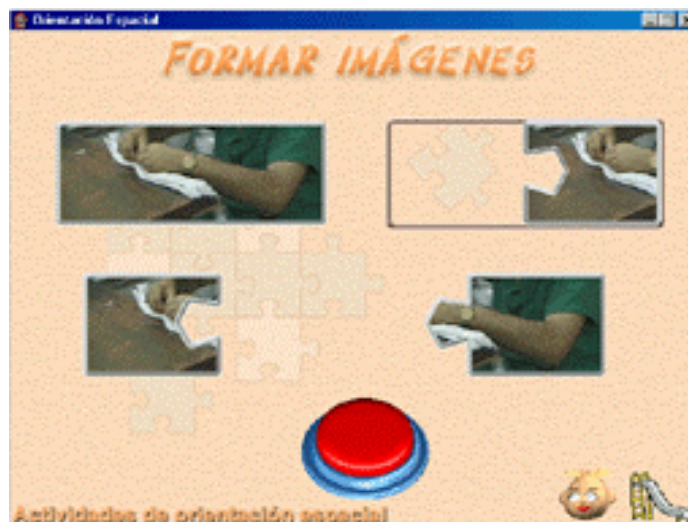 Orientación Espacial
FORMAR IMÁGENES
Actividades de orientación espacial